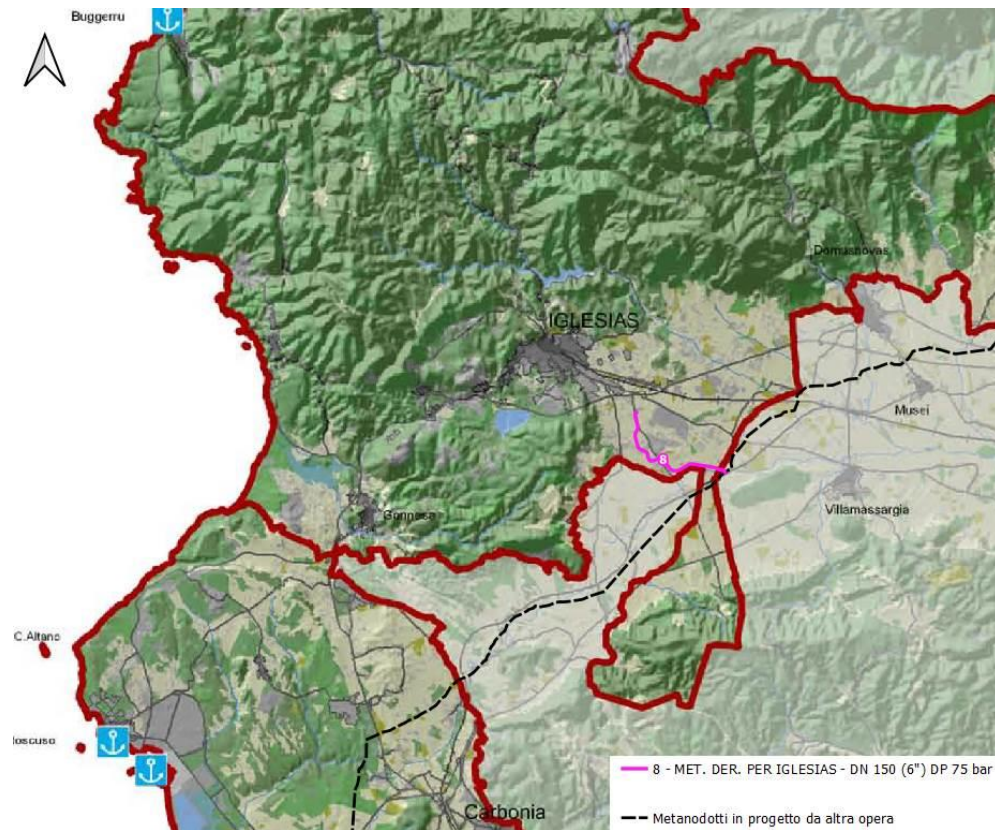 Buggerru
Domusnovas
IGLESIAS
Musei
8
Villamassargia
Gonnesa
C.Altano
loscuso
Carbonia
8 - MET. DER. PER IGLESIAS - DN 150 (6") DP 75 bar
Metanodotti in progetto da altra opera